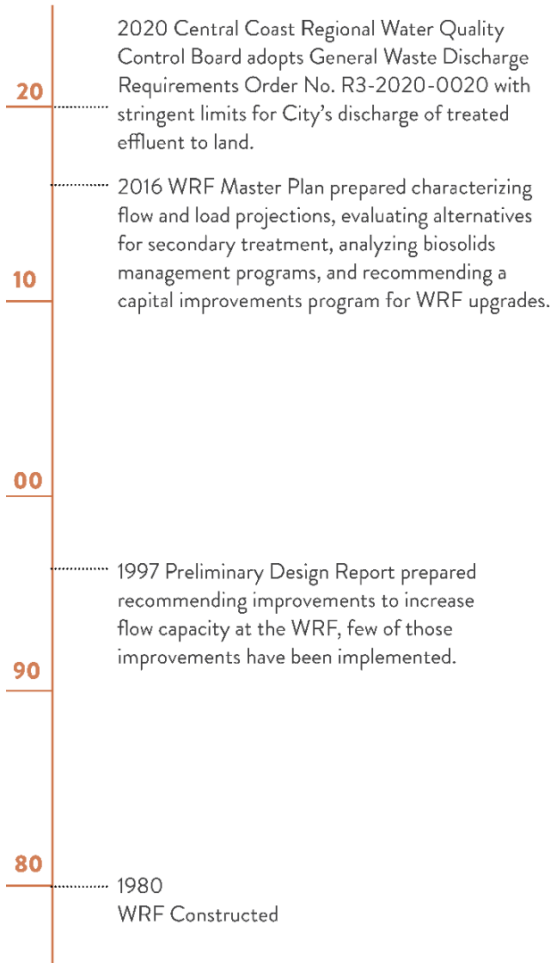 2020 Central Coast Regional Water Quality
Control Board adopts General Waste Discharge
Requirements Order No. R3-2020-0020 with
stringent limits for City's discharge of treated
effluent to land.
20
2016 WRF Master Plan prepared characterizing
flow and load projections, evaluating alternatives
for secondary treatment, analyzing biosolids
management programs, and recommending a
capital improvements program for WRF upgrades.
10
00
1997 Preliminary Design Report prepared
recommending improvements to increase
flow capacity at the WRF, few of those
improvements have been implemented.
90
80
1980
WRF Constructed